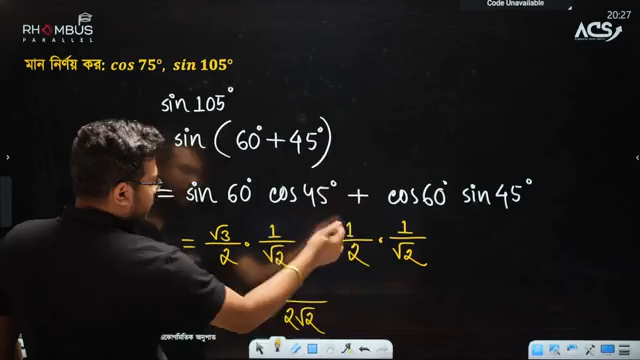 Code Unavailable
20:27
RHOMBUS
PARALLEL
ACS
মান নির্ণয় কর: cos 75°, sin 105°
sin 105°
sin (60° + 45°)
= sin 60° cos 45° + cos 60° sin 45°
= √3/2 · 1/√2 1/2 · 1/√2
2√2
একোণমিতিক অনুপাত